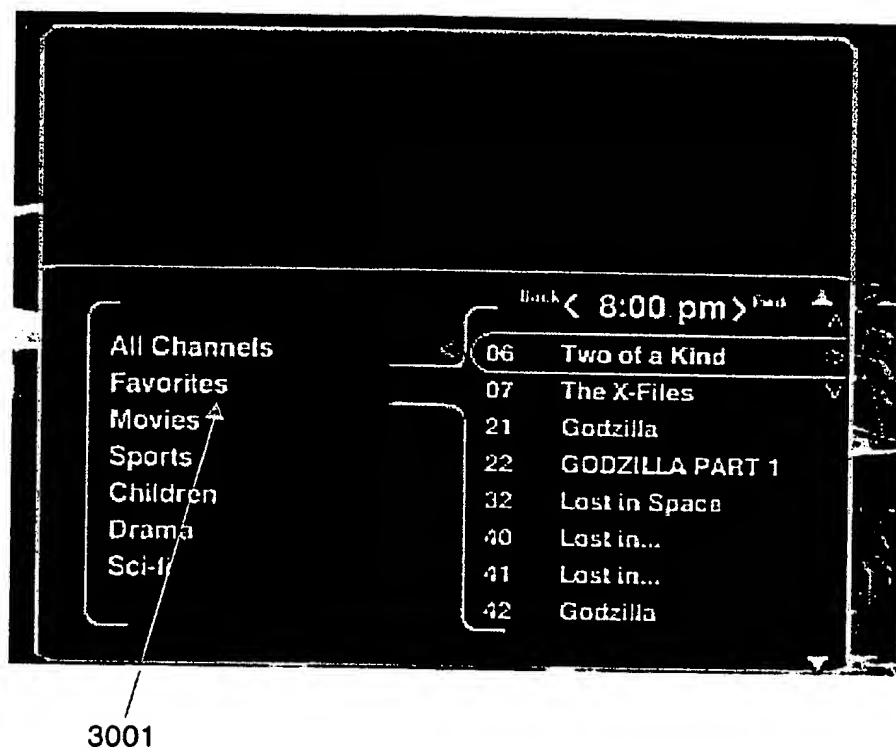 Back < 8:00 pm > Fwd
All Channels
Favorites
Movies
Sports
Children
Drama
Sci-fi
06 Two of a Kind
07 The X-Files
21 Godzilla
22 GODZILLA PART 1
32 Lost in Space
40 Lost in...
41 Lost in...
42 Godzilla
3001